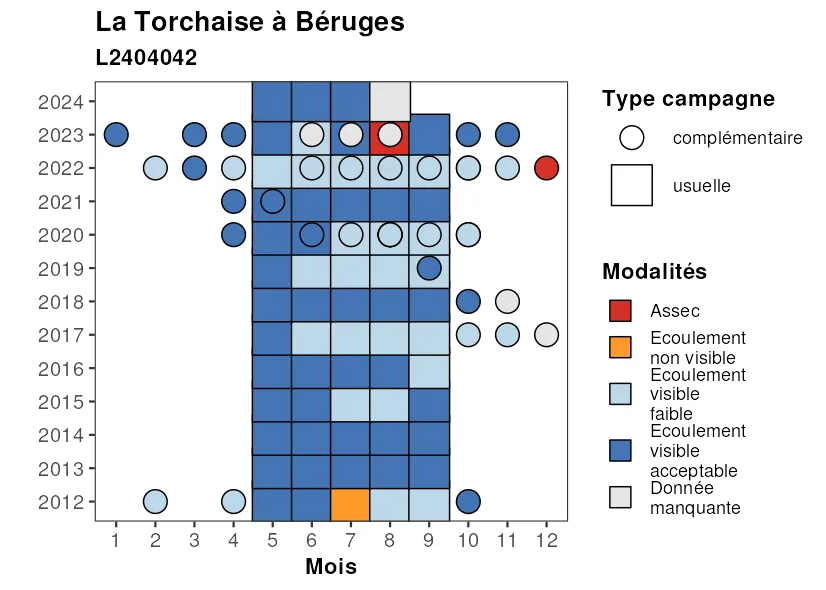 La Torchaise à Béruges
L2404042
2024
2023
2022
2021
2020
2019
2018
2017
2016
2015
2014
2013
2012
1 2 3 4 5 6 7 8 9 10 11 12
Mois
Type campagne
complémentaire
usuelle
Modalités
Assec
Ecoulement
non visible
Ecoulement
visible
faible
Ecoulement
visible
acceptable
Donnée
manquante